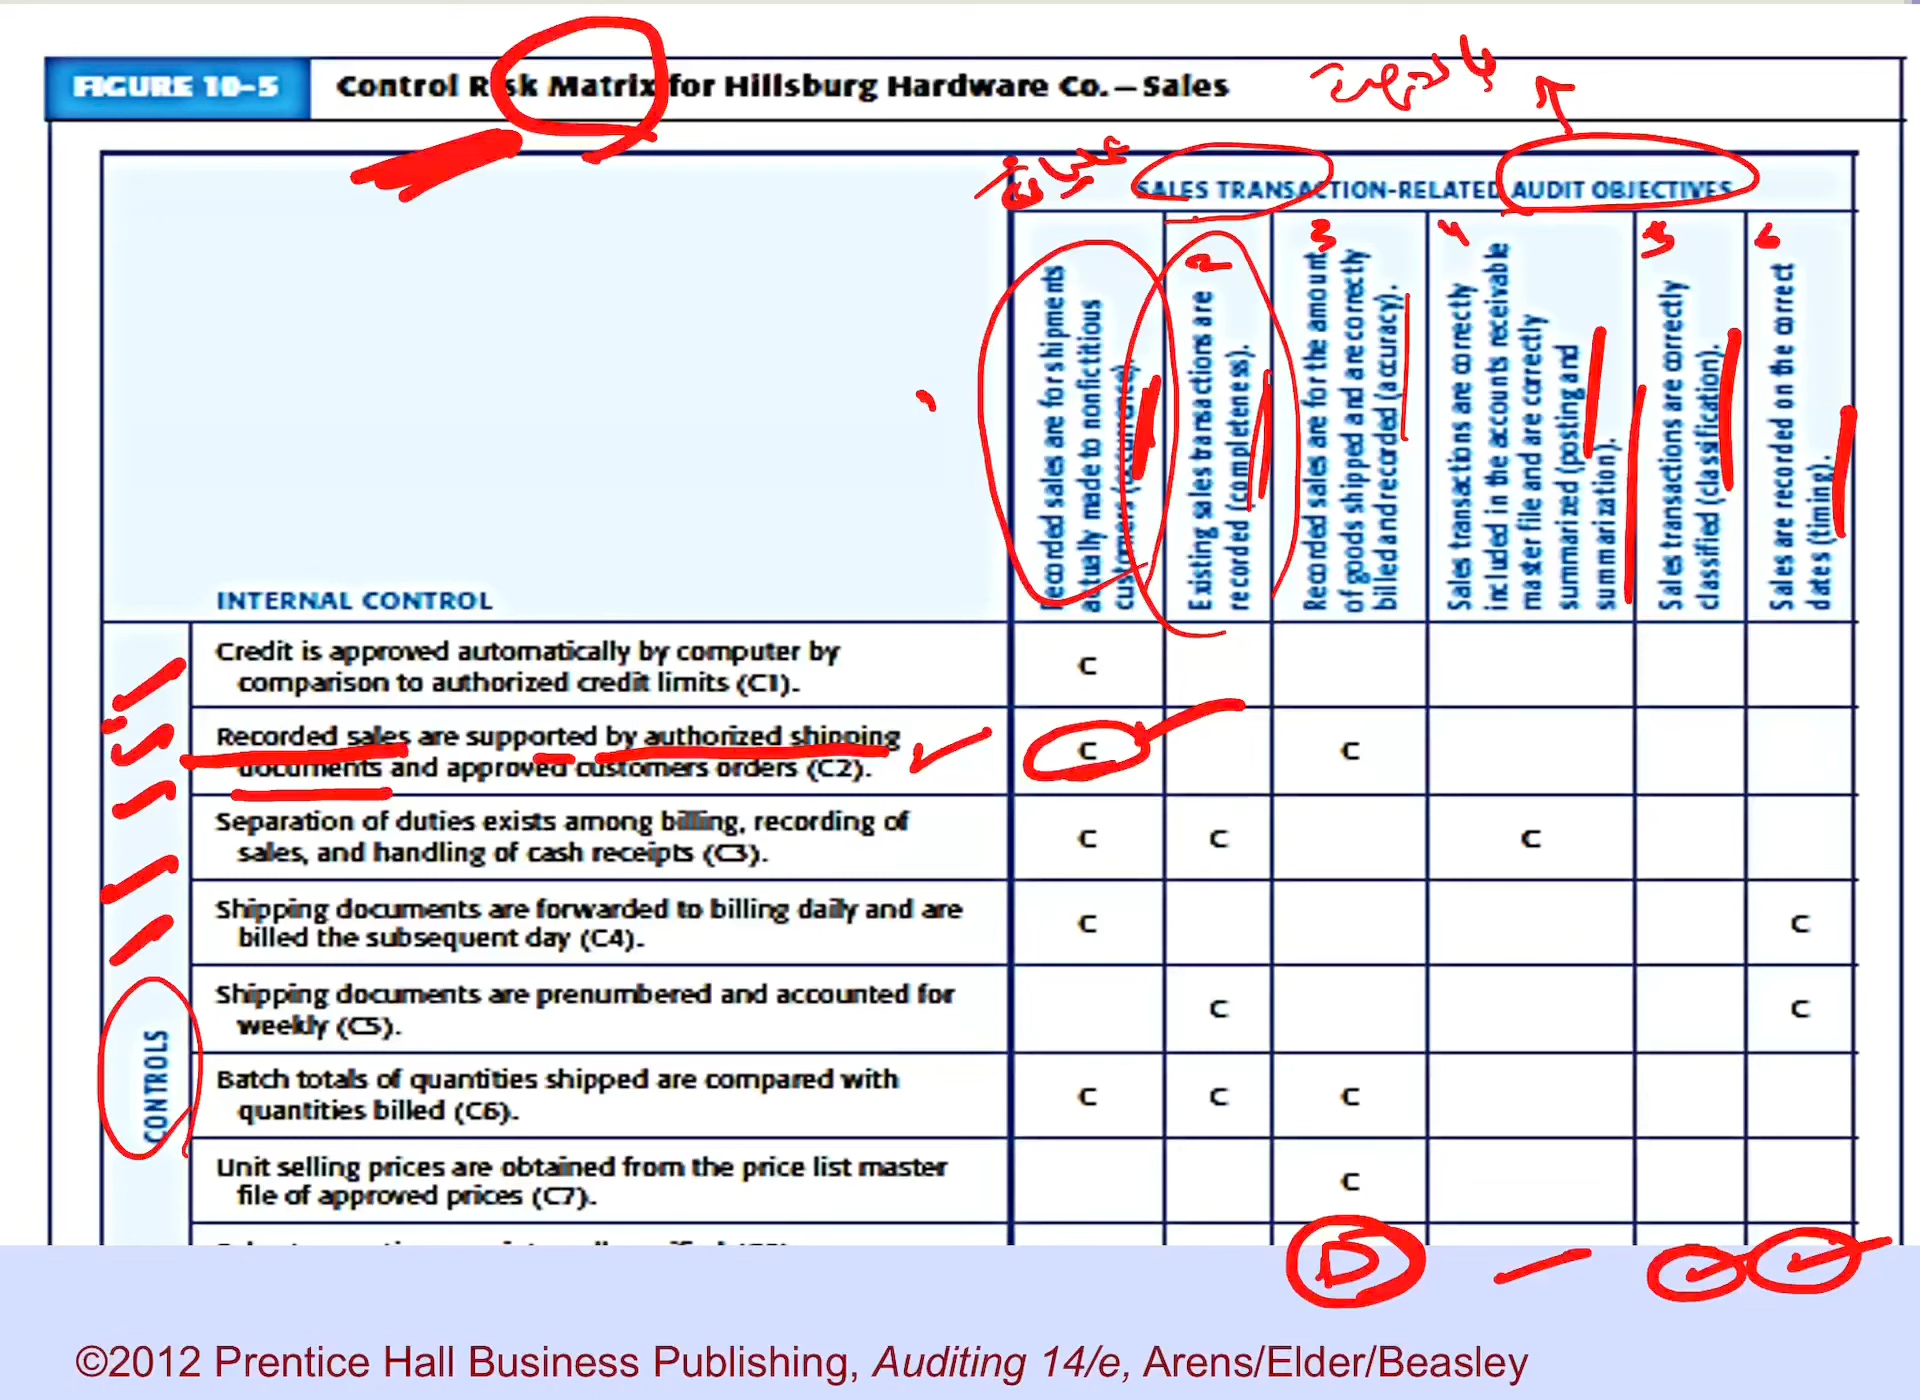 FIGURE 10-5
Control Risk Matrix for Hillsburg Hardware Co.—Sales
SALES TRANSACTION-RELATED AUDIT OBJECTIVES
2
3
4
5
6
Recorded sales are for shipments
actually made to nonfictitious
customers (occurrence).
Existing sales transactions are
recorded (completeness).
Recorded sales are for the amount
of goods shipped and are correctly
billed and recorded (accuracy).
Sales transactions are correctly
included in the accounts receivable
master file and are correctly
summarized (posting and
summarization).
Sales transactions are correctly
classified (classification).
Sales are recorded on the correct
dates (timing).
INTERNAL CONTROL
CONTROLS
Credit is approved automatically by computer by
comparison to authorized credit limits (C1).
C
Recorded sales are supported by authorized shipping
documents and approved customers orders (C2).
C C
Separation of duties exists among billing, recording of
sales, and handling of cash receipts (C3).
C C C
Shipping documents are forwarded to billing daily and are
billed the subsequent day (C4).
C C
Shipping documents are prenumbered and accounted for
weekly (C5).
C C
Batch totals of quantities shipped are compared with
quantities billed (C6).
C C C
Unit selling prices are obtained from the price list master
file of approved prices (C7).
C
D
©2012 Prentice Hall Business Publishing, Auditing 14/e, Arens/Elder/Beasley